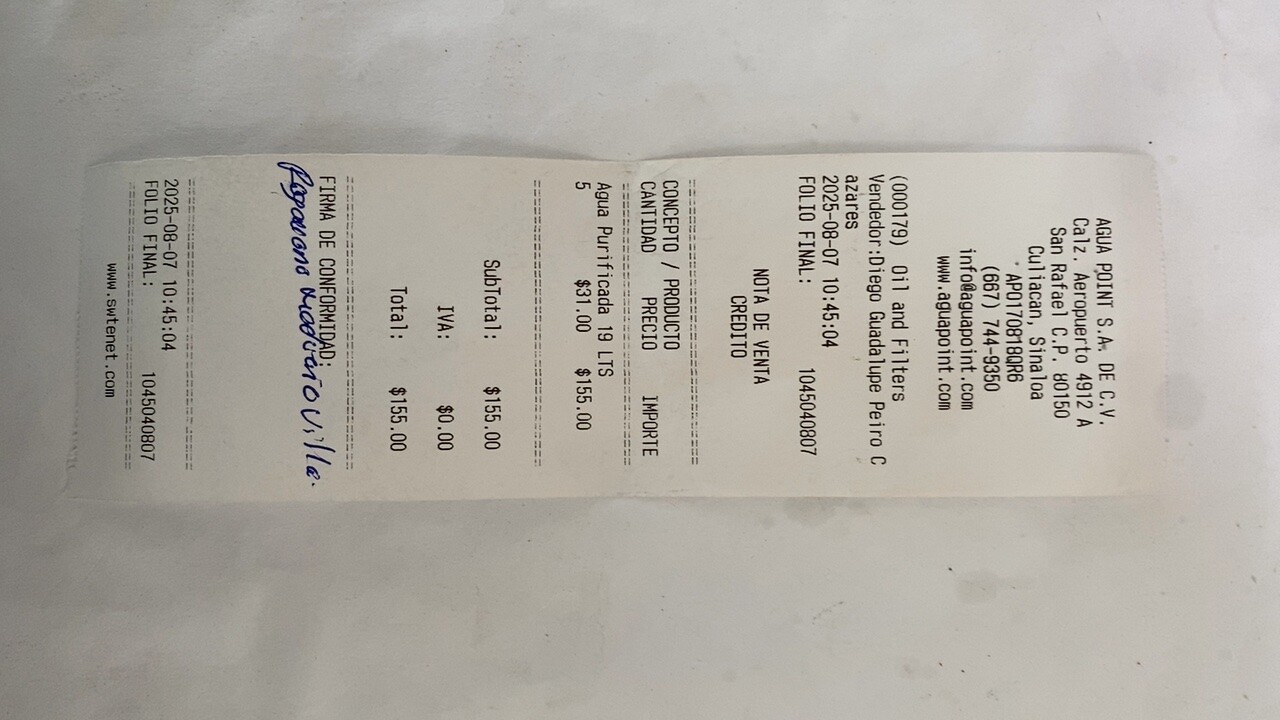 AGUA POINT S.A. DE C.V.
Calz. Aeropuerto 4912 A
San Rafael C.P. 80150
Culiacan, Sinaloa
APO170818QR6
(667) 744-9350
info@aguapoint.com
www.aguapoint.com
(000179) Oil and Filters
Vendedor:Diego Guadalupe Peiro C
azares
2025-08-07 10:45:04
FOLIO FINAL: 1045040807
NOTA DE VENTA
CREDITO
CONCEPTO / PRODUCTO
CANTIDAD PRECIO IMPORTE
Agua Purificada 19 LTS
5 $31.00 $155.00
SubTotal: $155.00
IVA: $0.00
Total: $155.00
FIRMA DE CONFORMIDAD:
Villa.
2025-08-07 10:45:04
FOLIO FINAL: 1045040807
www.swtenet.com